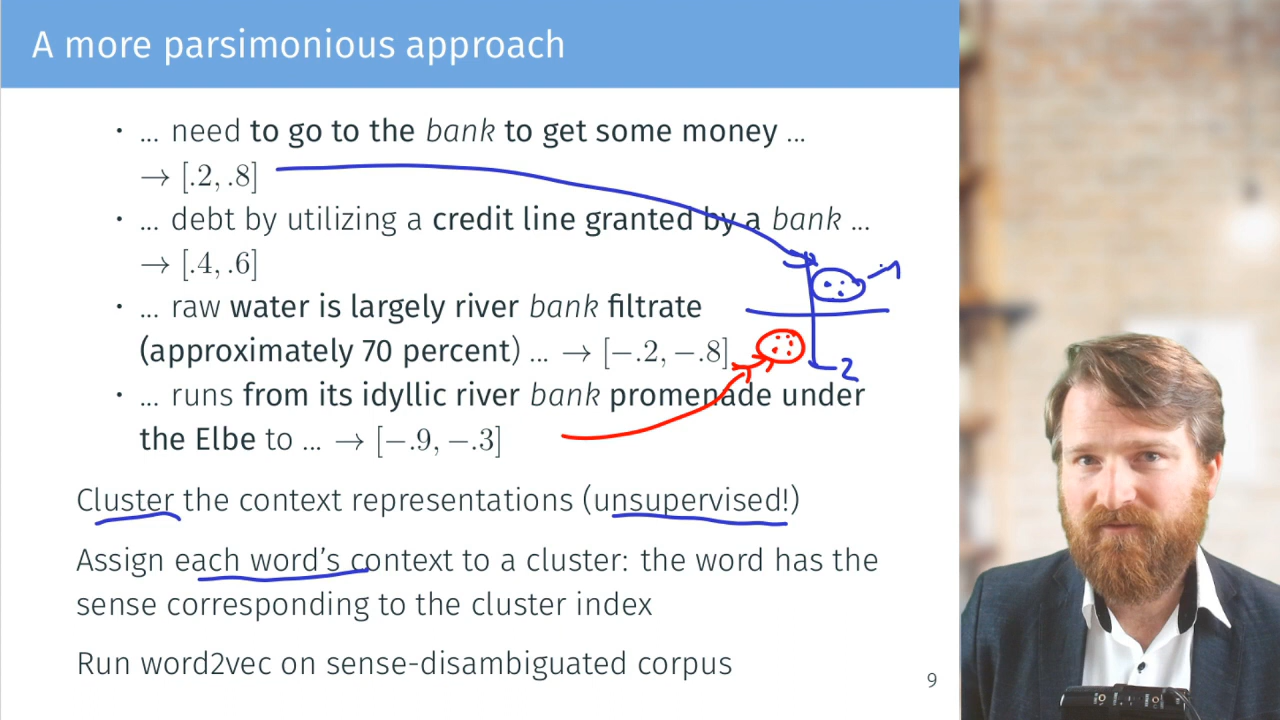 A more parsimonious approach
• ... need to go to the bank to get some money ...
→ [.2, .8]
• ... debt by utilizing a credit line granted by a bank ...
→ [.4, .6]
• ... raw water is largely river bank filtrate
(approximately 70 percent) ... → [−.2, −.8]
• ... runs from its idyllic river bank promenade under
the Elbe to ... → [−.9, −.3]
1
2
Cluster the context representations (unsupervised!)
Assign each word's context to a cluster: the word has the
sense corresponding to the cluster index
Run word2vec on sense-disambiguated corpus
9